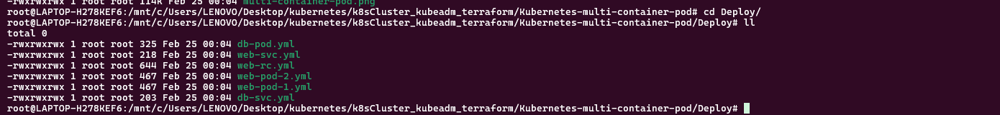 -rwxrwxrwx 1 root root 114K Feb 25 00:04 multi-container-pod.png
root@LAPTOP-H278KEF6:/mnt/c/Users/LENOVO/Desktop/kubernetes/k8sCluster_kubeadm_terraform/Kubernetes-multi-container-pod# cd Deploy/
root@LAPTOP-H278KEF6:/mnt/c/Users/LENOVO/Desktop/kubernetes/k8sCluster_kubeadm_terraform/Kubernetes-multi-container-pod/Deploy# ll
total 0
-rwxrwxrwx 1 root root 325 Feb 25 00:04 db-pod.yml
-rwxrwxrwx 1 root root 218 Feb 25 00:04 web-svc.yml
-rwxrwxrwx 1 root root 644 Feb 25 00:04 web-rc.yml
-rwxrwxrwx 1 root root 467 Feb 25 00:04 web-pod-2.yml
-rwxrwxrwx 1 root root 467 Feb 25 00:04 web-pod-1.yml
-rwxrwxrwx 1 root root 203 Feb 25 00:04 db-svc.yml
root@LAPTOP-H278KEF6:/mnt/c/Users/LENOVO/Desktop/kubernetes/k8sCluster_kubeadm_terraform/Kubernetes-multi-container-pod/Deploy#